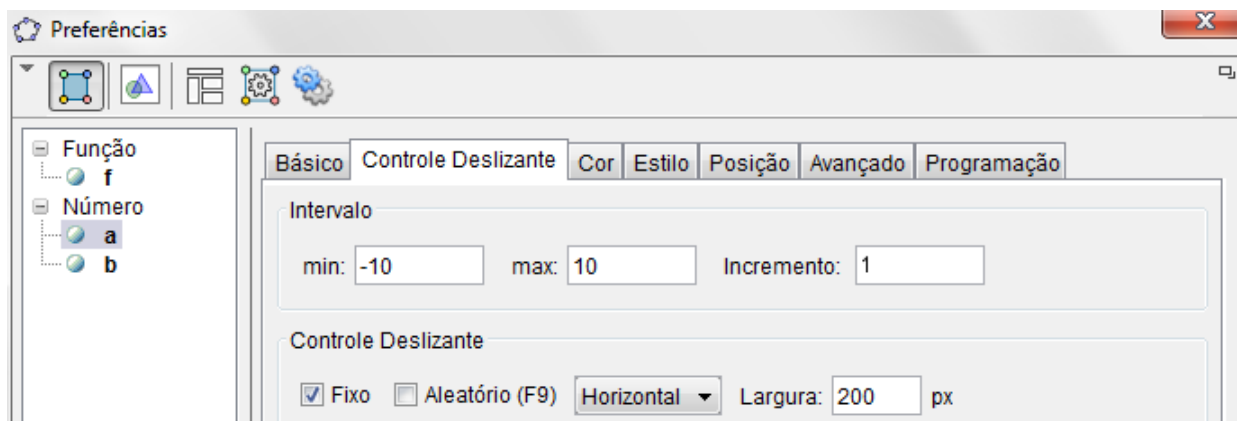 Preferências
Função
f
Número
a
b
Básico Controle Deslizante Cor Estilo Posição Avançado Programação
Intervalo
min: -10 max: 10 Incremento: 1
Controle Deslizante
Fixo Aleatório (F9) Horizontal Largura: 200 px